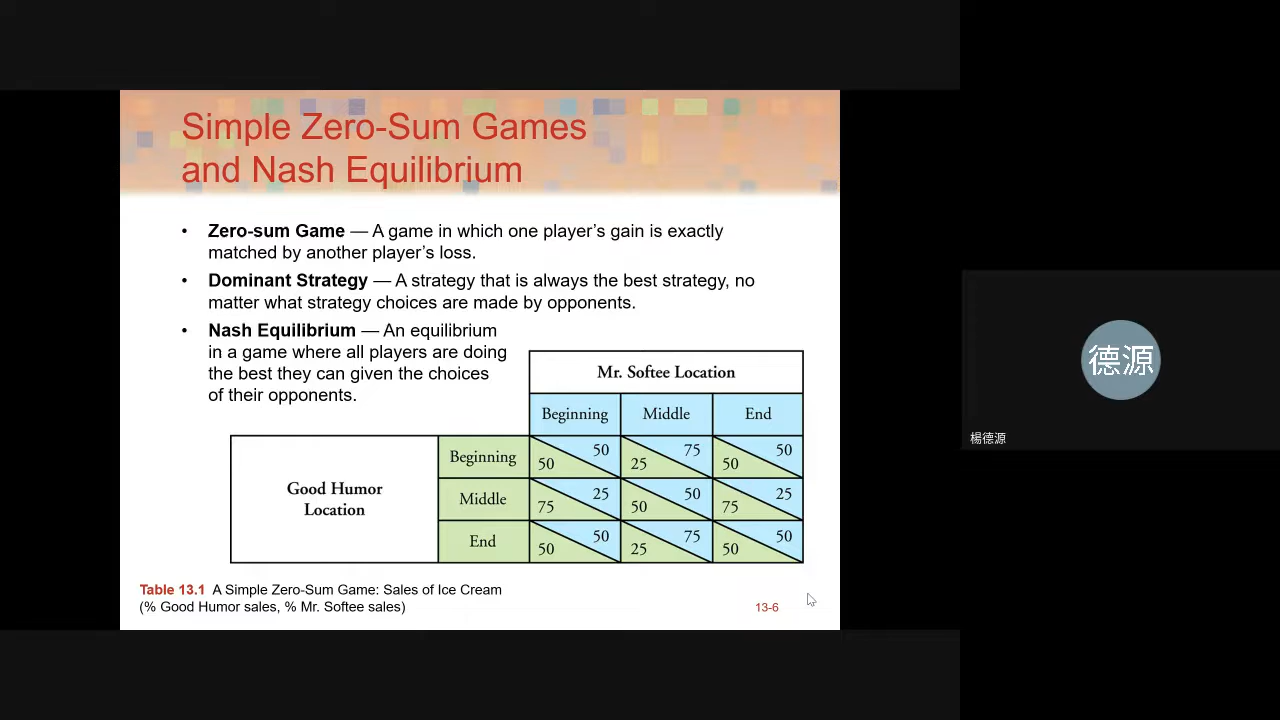 Simple Zero-Sum Games
and Nash Equilibrium
• Zero-sum Game — A game in which one player’s gain is exactly
matched by another player’s loss.
• Dominant Strategy — A strategy that is always the best strategy, no
matter what strategy choices are made by opponents.
• Nash Equilibrium — An equilibrium
in a game where all players are doing
the best they can given the choices
of their opponents.
Mr. Softee Location
Beginning Middle End
Good Humor
Location
Beginning 50 50 25 75 50 50
Middle 75 25 50 50 75 25
End 50 50 25 75 50 50
Table 13.1 A Simple Zero-Sum Game: Sales of Ice Cream
(% Good Humor sales, % Mr. Softee sales)
13-6
德源
楊德源